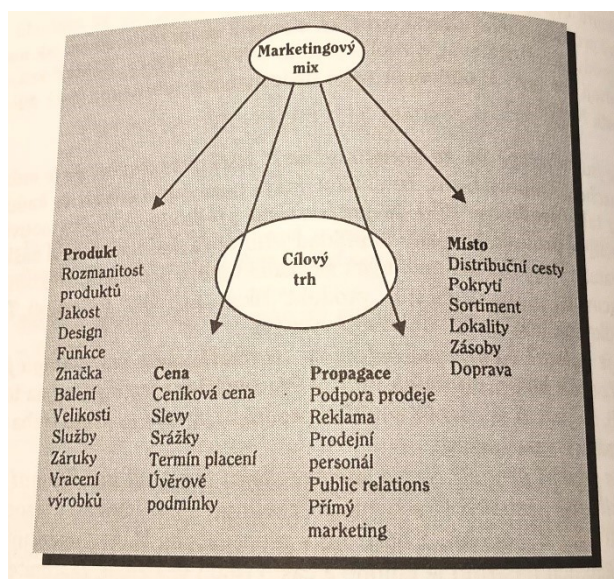 Marketingový
mix
Cílový
trh
Produkt
Rozmanitost
produktů
Jakost
Design
Funkce
Značka
Balení
Velikosti
Služby
Záruky
Vracení
výrobků
Cena
Ceníková cena
Slevy
Srážky
Termín placení
Úvěrové
podmínky
Propagace
Podpora prodeje
Reklama
Prodejní
personál
Public relations
Přímý
marketing
Místo
Distribuční cesty
Pokrytí
Sortiment
Lokality
Zásoby
Doprava